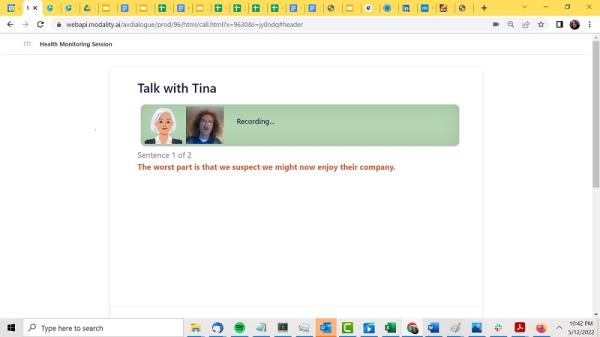 webapi.modality.ai/avdialogue/prod/96/html/call.html?x=9630&i=jy0ndq#header
Health Monitoring Session
Talk with Tina
Recording...
Sentence 1 of 2
The worst part is that we suspect we might now enjoy their company.
Type here to search
10:42 PM
5/12/2022